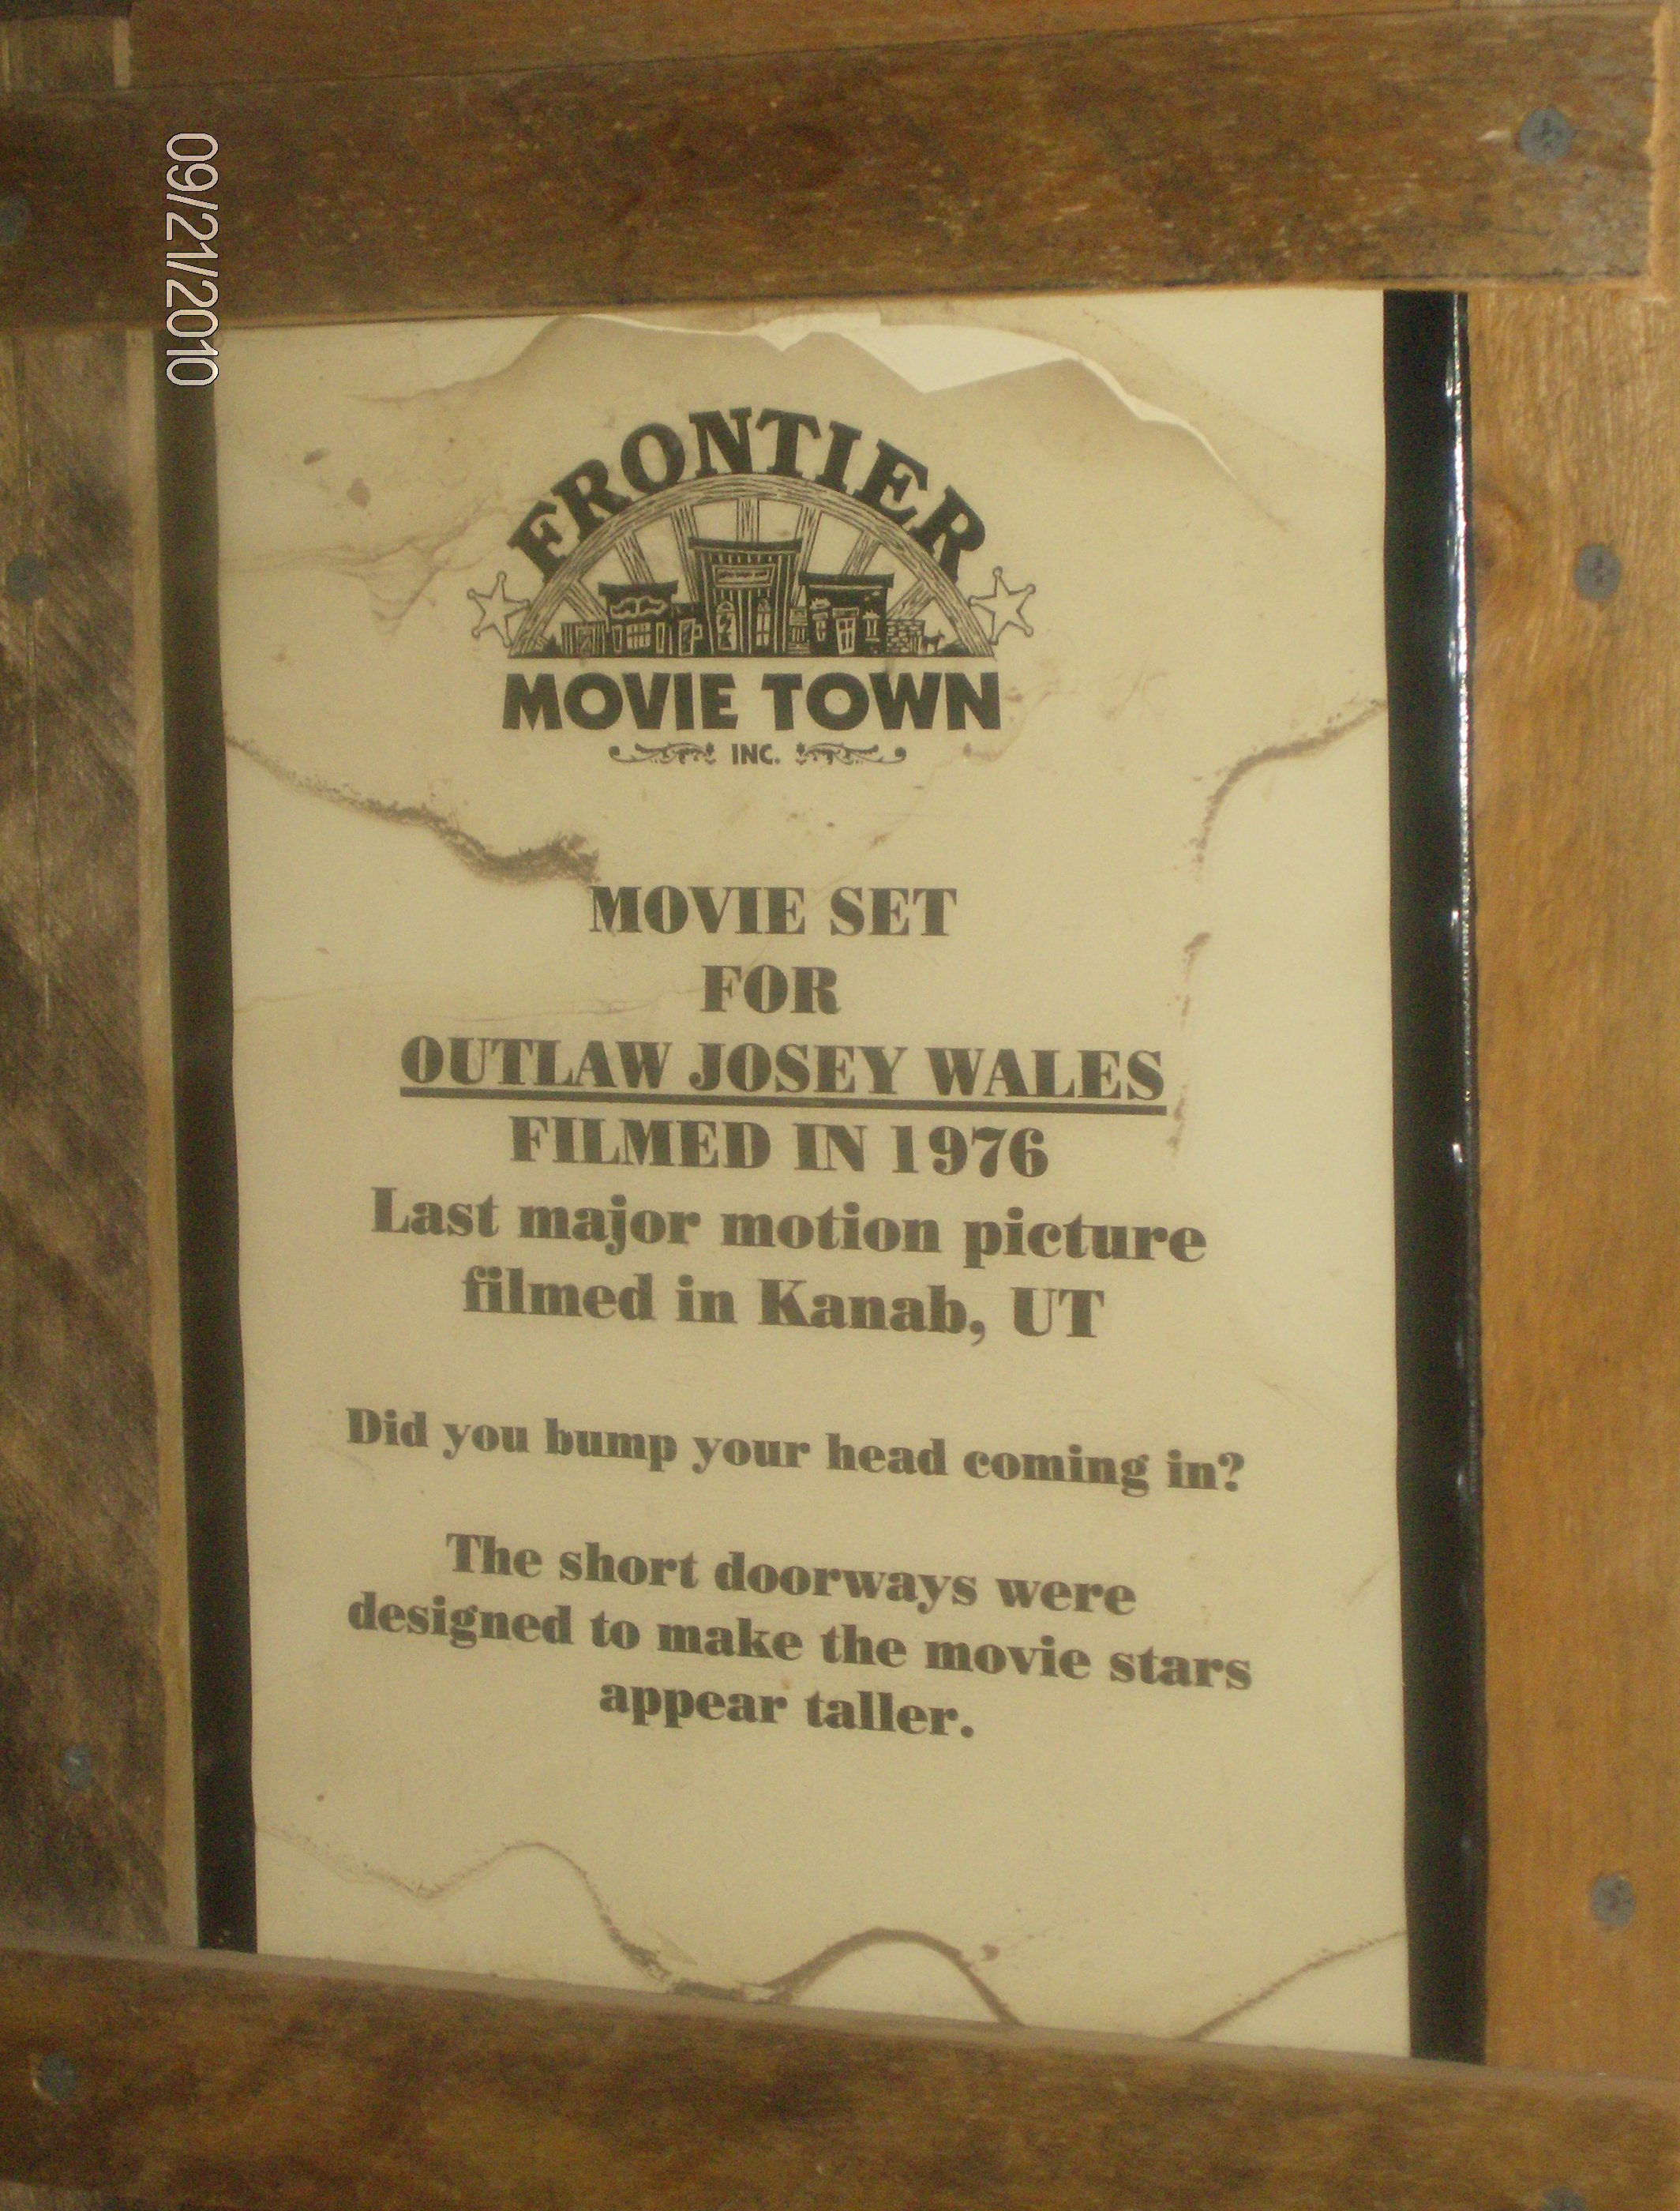 09/21/2010
FRONTIER
MOVIE TOWN
INC.
MOVIE SET
FOR
OUTLAW JOSEY WALES
FILMED IN 1976
Last major motion picture
filmed in Kanab, UT
Did you bump your head coming in?
The short doorways were
designed to make the movie stars
appear taller.